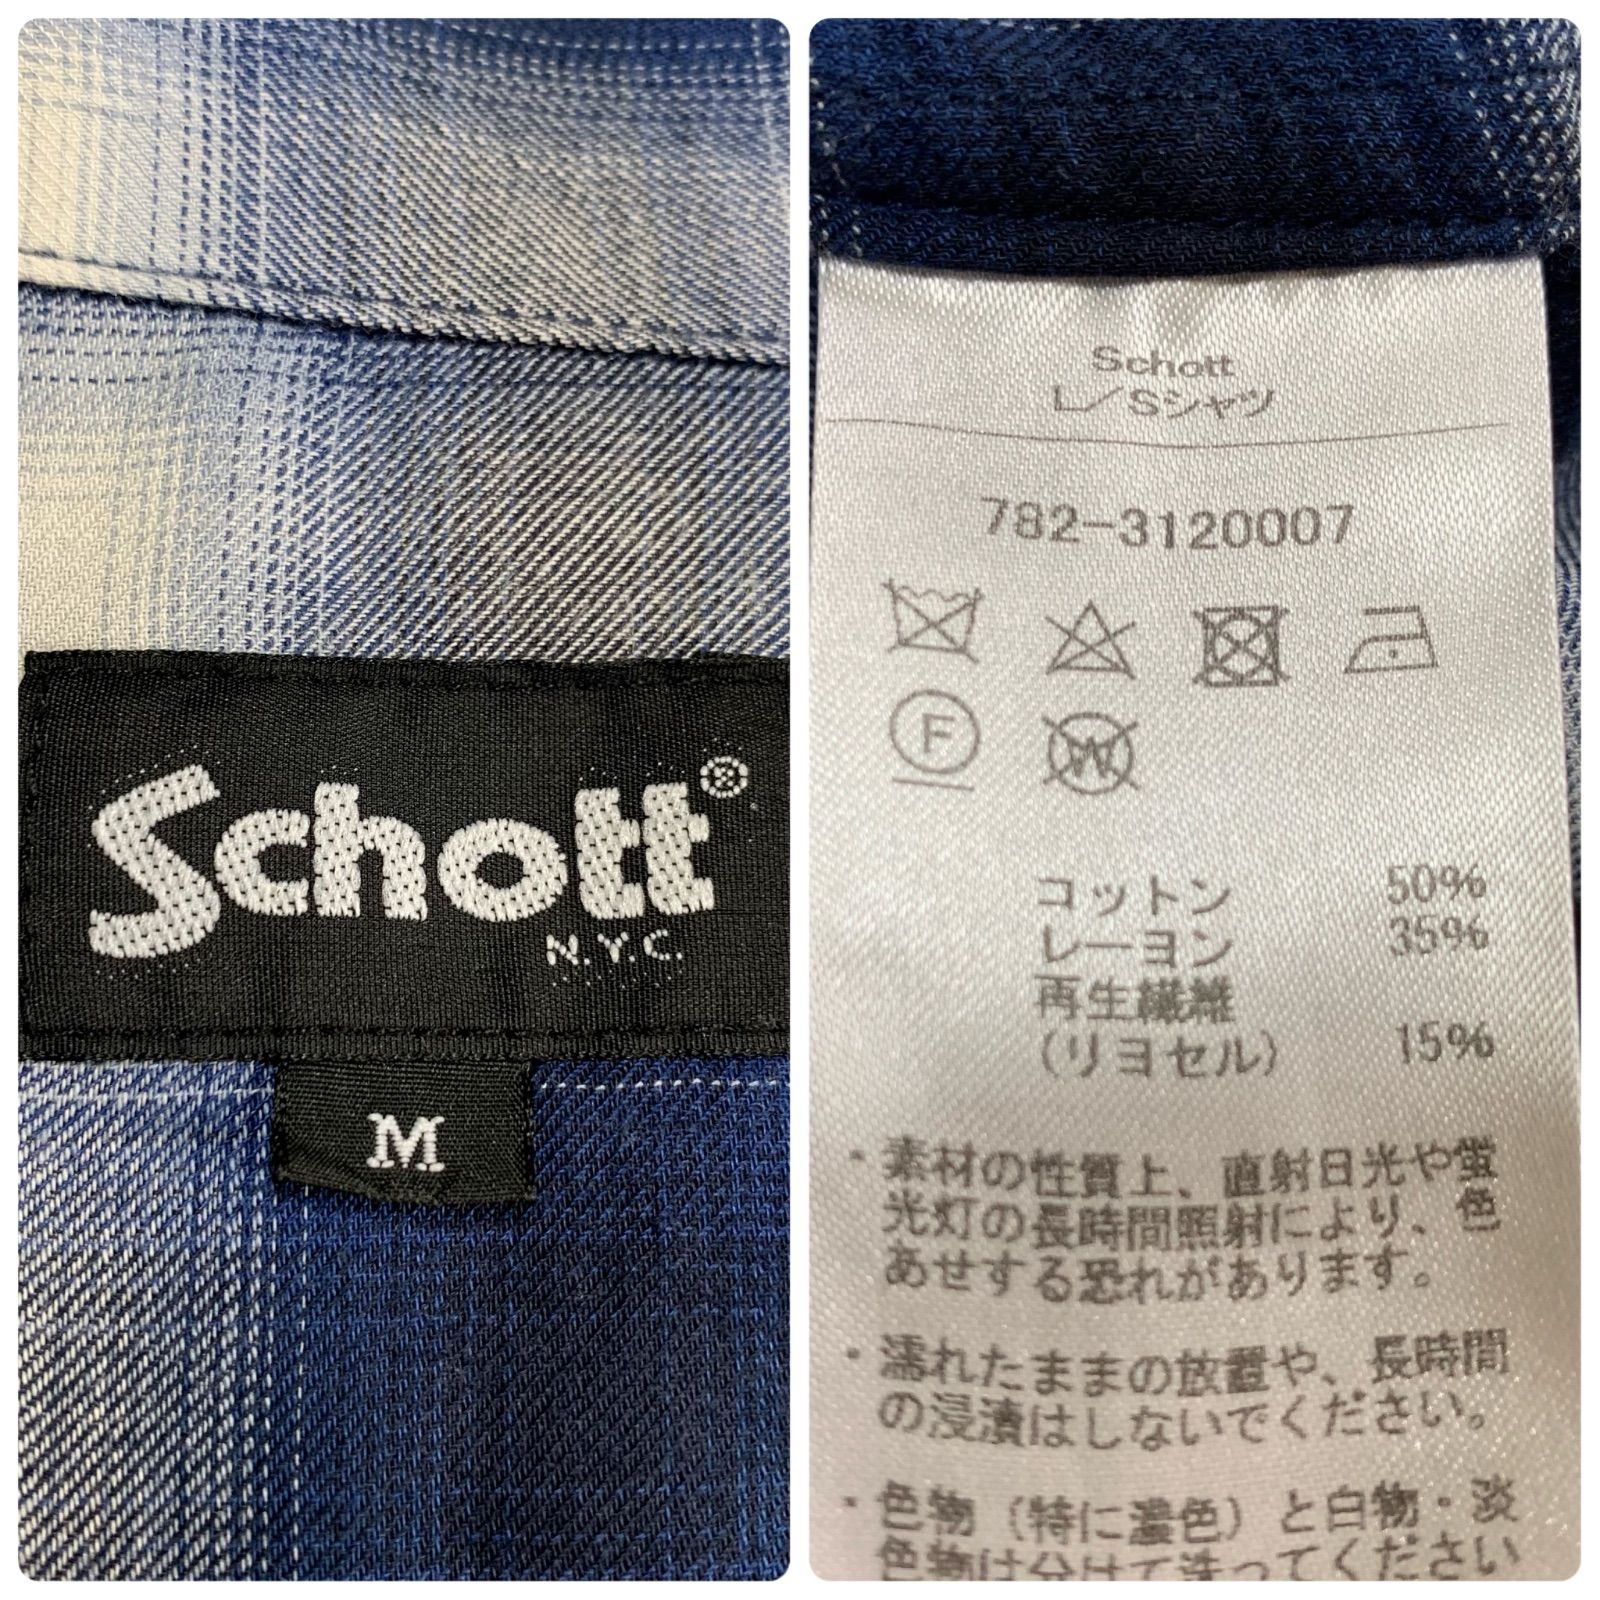 Schott®
N.Y.C.
M
Schott
L/Sシャツ
782-3120007
F
W
コットン 50%
レーヨン 35%
再生繊維
(リヨセル) 15%
・素材の性質上、直射日光や蛍
光灯の長時間照射により、色
あせする恐れがあります。
・濡れたままの放置や、長時間
の浸漬はしないでください。
・色物(特に濃色)と白物・淡
色物は分けて洗ってください